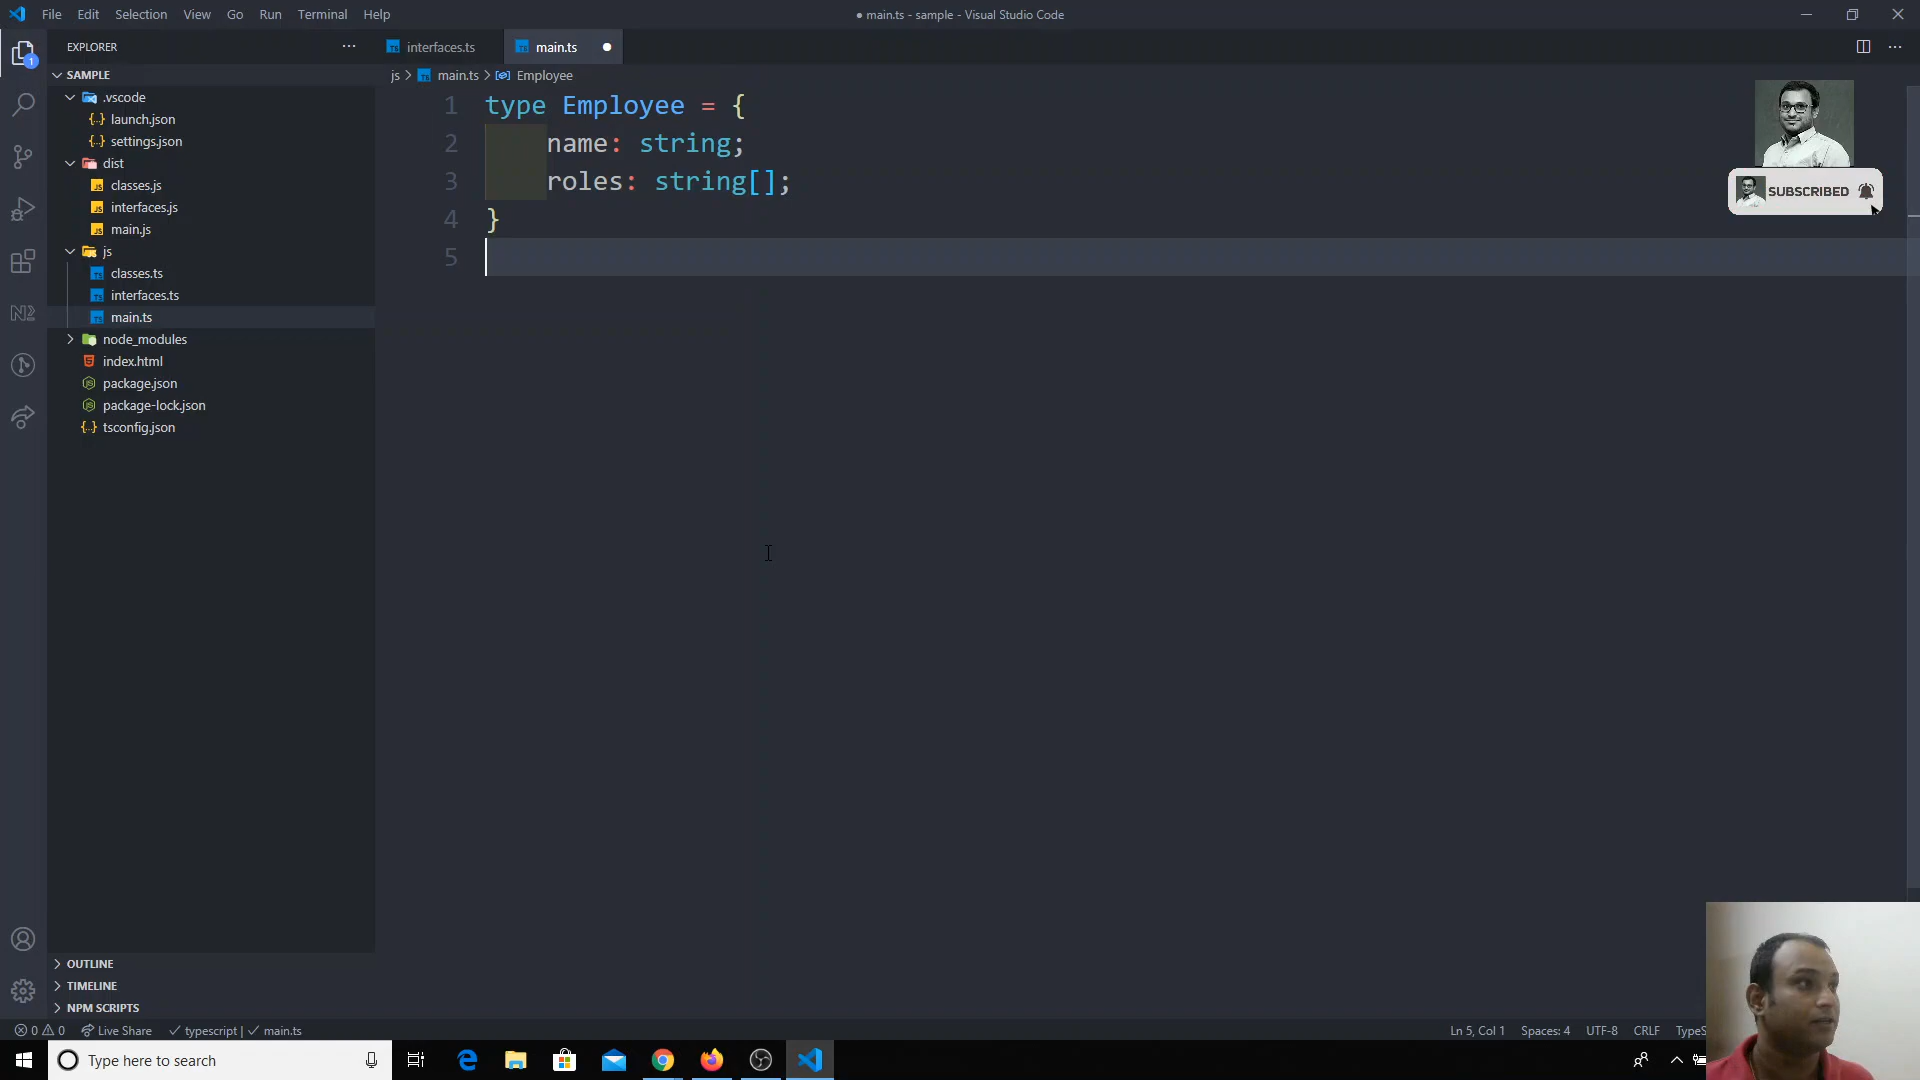 File Edit Selection View Go Run Terminal Help
● main.ts - sample - Visual Studio Code
EXPLORER
interfaces.ts
main.ts
SAMPLE
js > main.ts > Employee
.vscode
launch.json
settings.json
dist
classes.js
interfaces.js
main.js
js
classes.ts
interfaces.ts
main.ts
node_modules
index.html
package.json
package-lock.json
tsconfig.json
1 type Employee = {
2 name: string;
3 roles: string[];
4 }
5
SUBSCRIBED
OUTLINE
TIMELINE
NPM SCRIPTS
0 0 Live Share typescript | main.ts
Ln 5, Col 1 Spaces: 4 UTF-8 CRLF TypeS
Type here to search